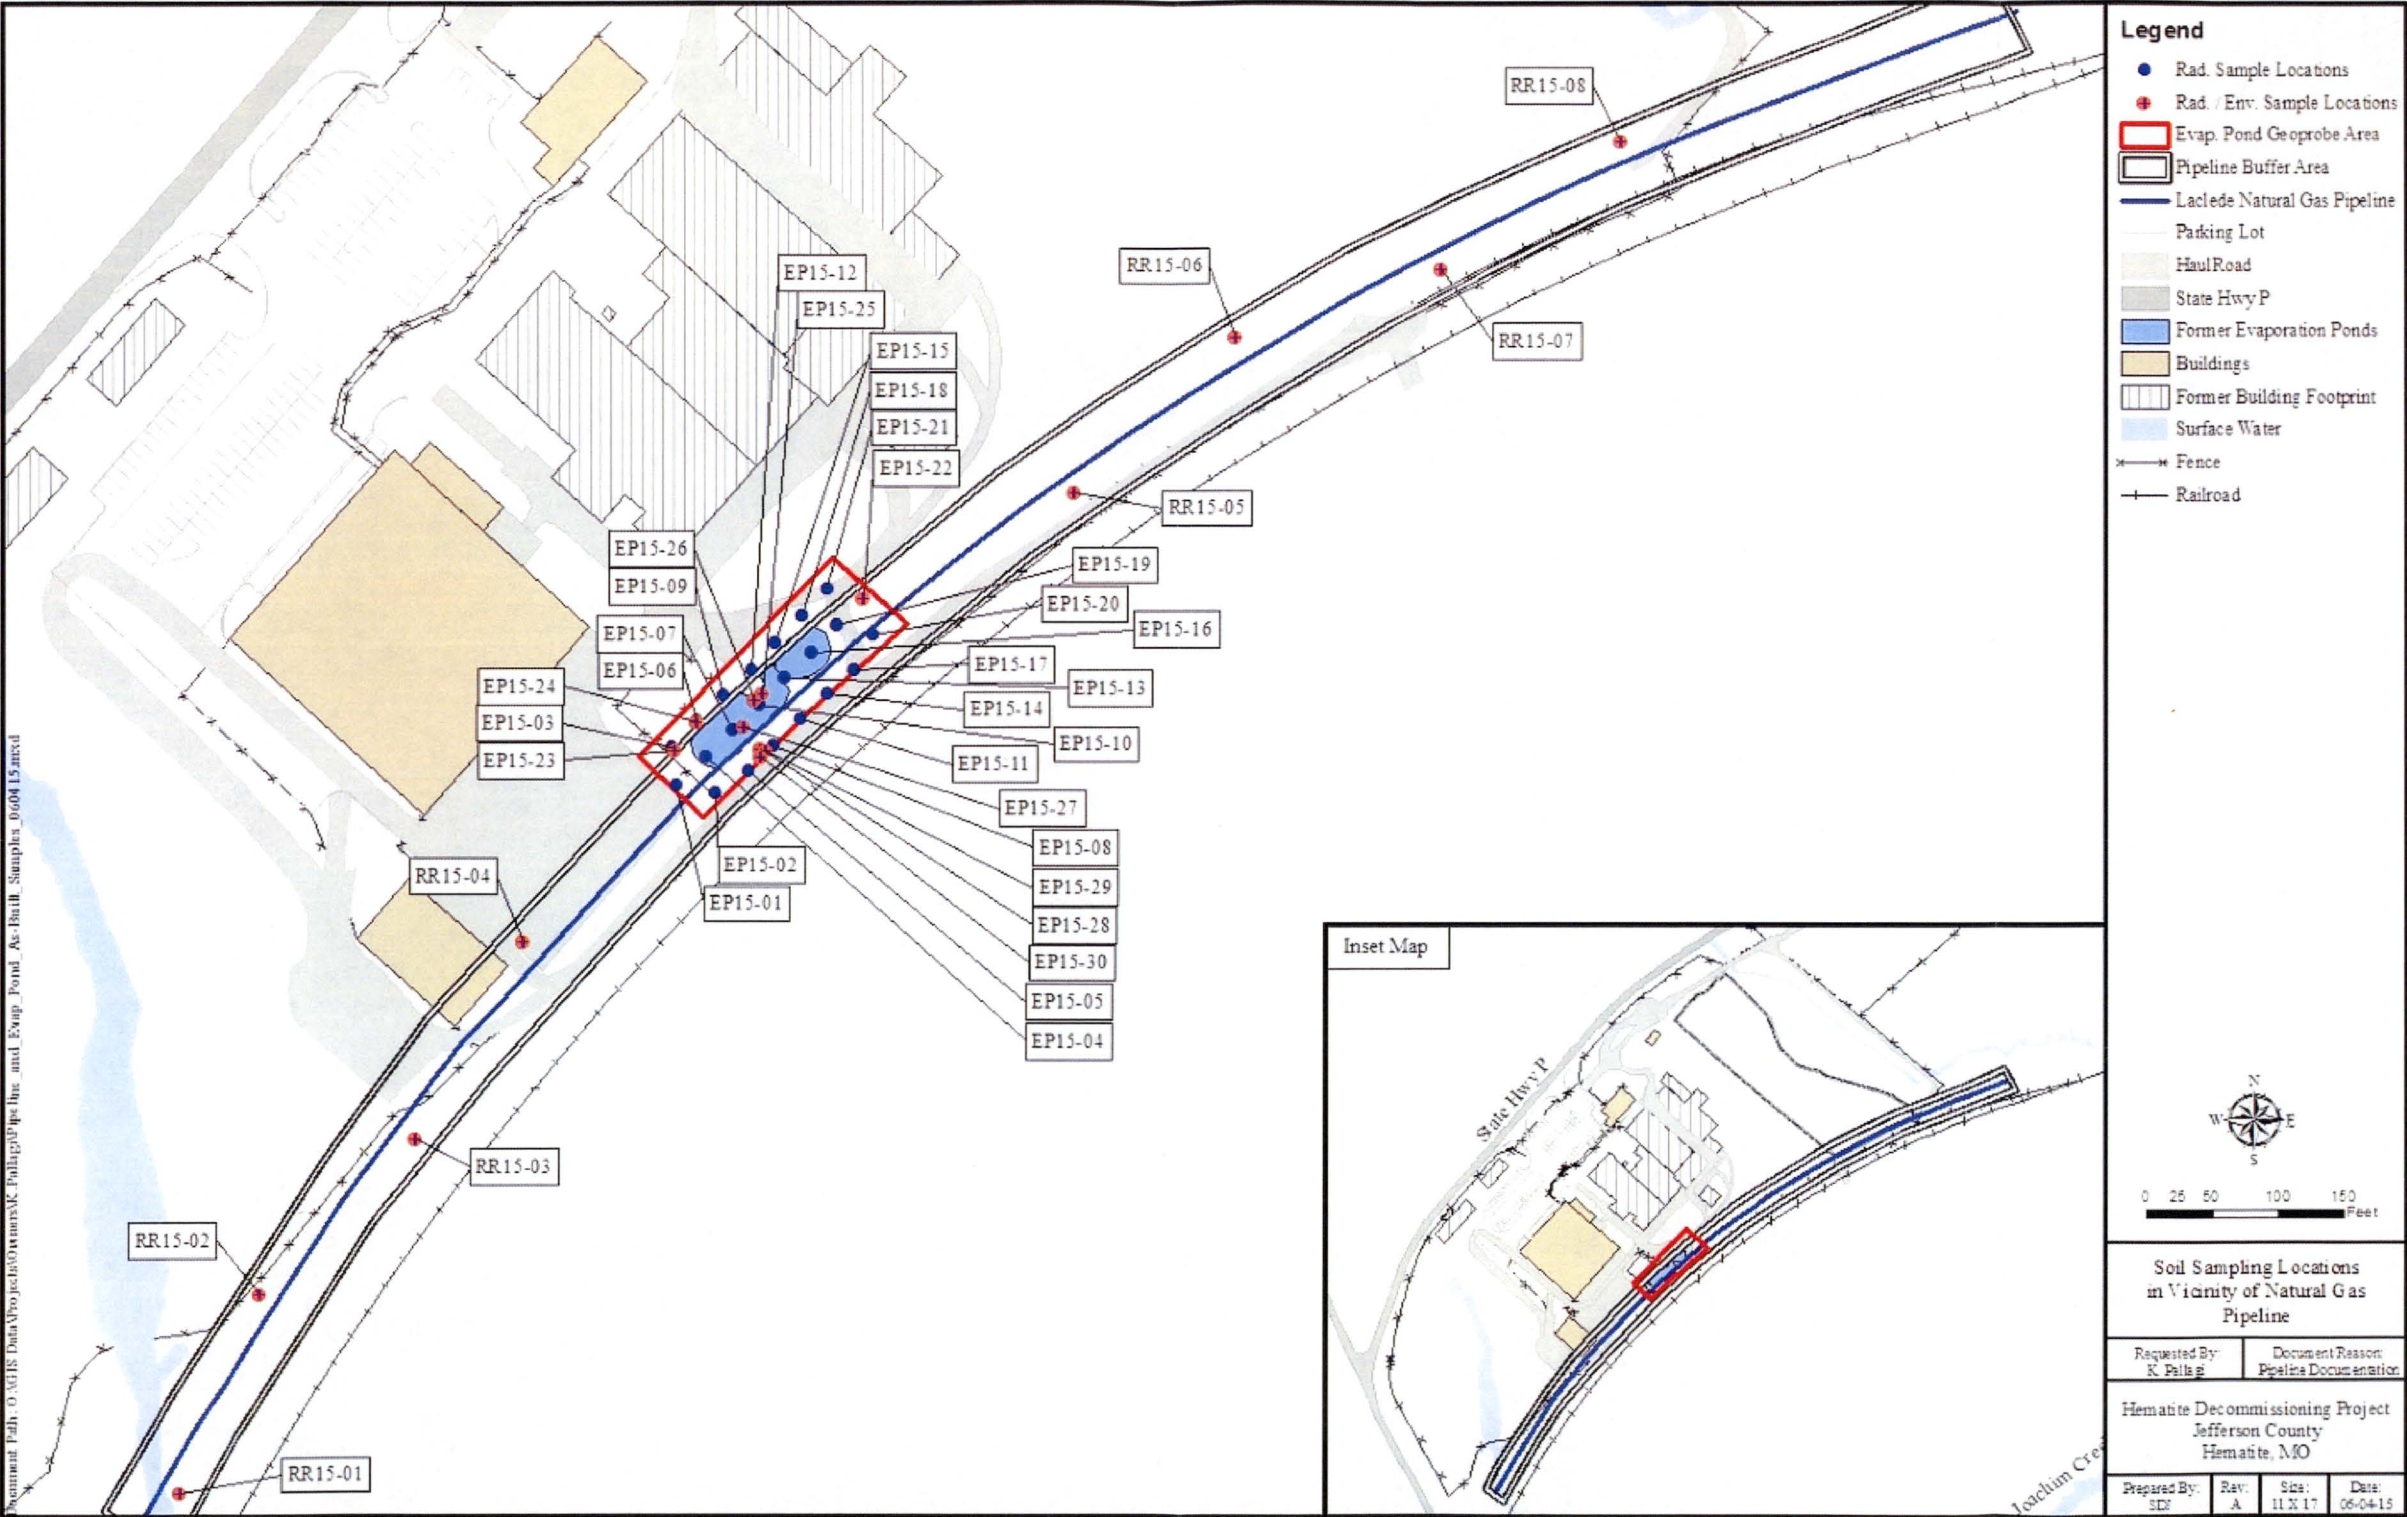 RR15-08
RR15-06
RR15-07
RR15-05
EP15-12
EP15-25
EP15-15
EP15-18
EP15-21
EP15-22
EP15-26
EP15-09
EP15-07
EP15-06
EP15-24
EP15-03
EP15-23
EP15-19
EP15-20
EP15-16
EP15-17
EP15-13
EP15-14
EP15-10
EP15-11
EP15-27
EP15-08
EP15-29
EP15-28
EP15-30
EP15-05
EP15-04
EP15-02
EP15-01
RR15-04
RR15-03
RR15-02
RR15-01
Inset Map
State Hwy P
Joachim
Legend
Rad. Sample Locations
Rad. / Env. Sample Locations
Evap. Pond Geoprobe Area
Pipeline Buffer Area
Laclede Natural Gas Pipeline
Parking Lot
Haul Road
State Hwy P
Former Evaporation Ponds
Buildings
Former Building Footprint
Surface Water
Fence
Railroad
N
W
E
S
0 25 50 100 150
Feet
Soil Sampling Locations
in Vicinity of Natural Gas
Pipeline
Requested By:
K. Pallagi
Document Reason:
Pipeline Documentation
Hematite Decommissioning Project
Jefferson County
Hematite, MO
Prepared By:
Rev:
A
Size:
11 X 17
Date:
06-04-15